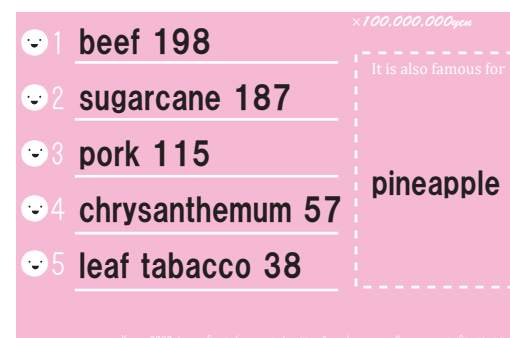 ×100.000.000yen
1 beef 198
2 sugarcane 187
3 pork 115
4 chrysanthemum 57
5 leaf tabacco 38
It is also famous for
pineapple